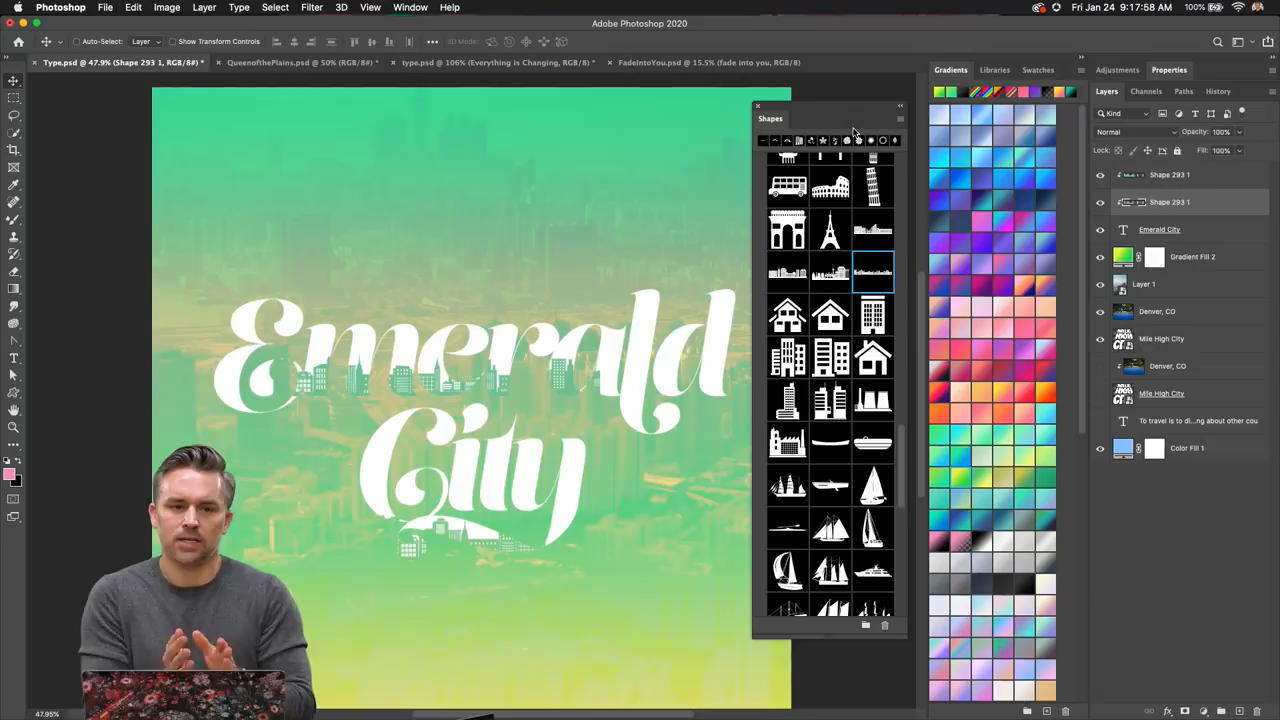 Photoshop File Edit Image Layer Type Select Filter 3D View Window Help 100% Fri Jan 24 9:17:58 AM
Adobe Photoshop 2020
Auto-Select: Layer Show Transform Controls 3D Mode:
Type.psd @ 47.9% (Shape 293 1, RGB/8#) * QueenofthePlains.psd @ 50% (RGB/8#) * type.psd @ 106% (Everything is Changing, RGB/8#) * FadeIntoYou.psd @ 15.5% (fade into you, RGB/8)
Gradients Libraries Swatches
Adjustments Properties
Layers Channels Paths History
Shapes
Kind
Normal Opacity: 100%
Lock: Fill: 100%
Shape 293 1
Shape 293 1
Emerald City
Gradient Fill 2
Layer 1
Denver, CO
Mile High City
Denver, CO
Mile High City
To travel is to di...ng about other cou
Color Fill 1
Emerald
City
47.95%